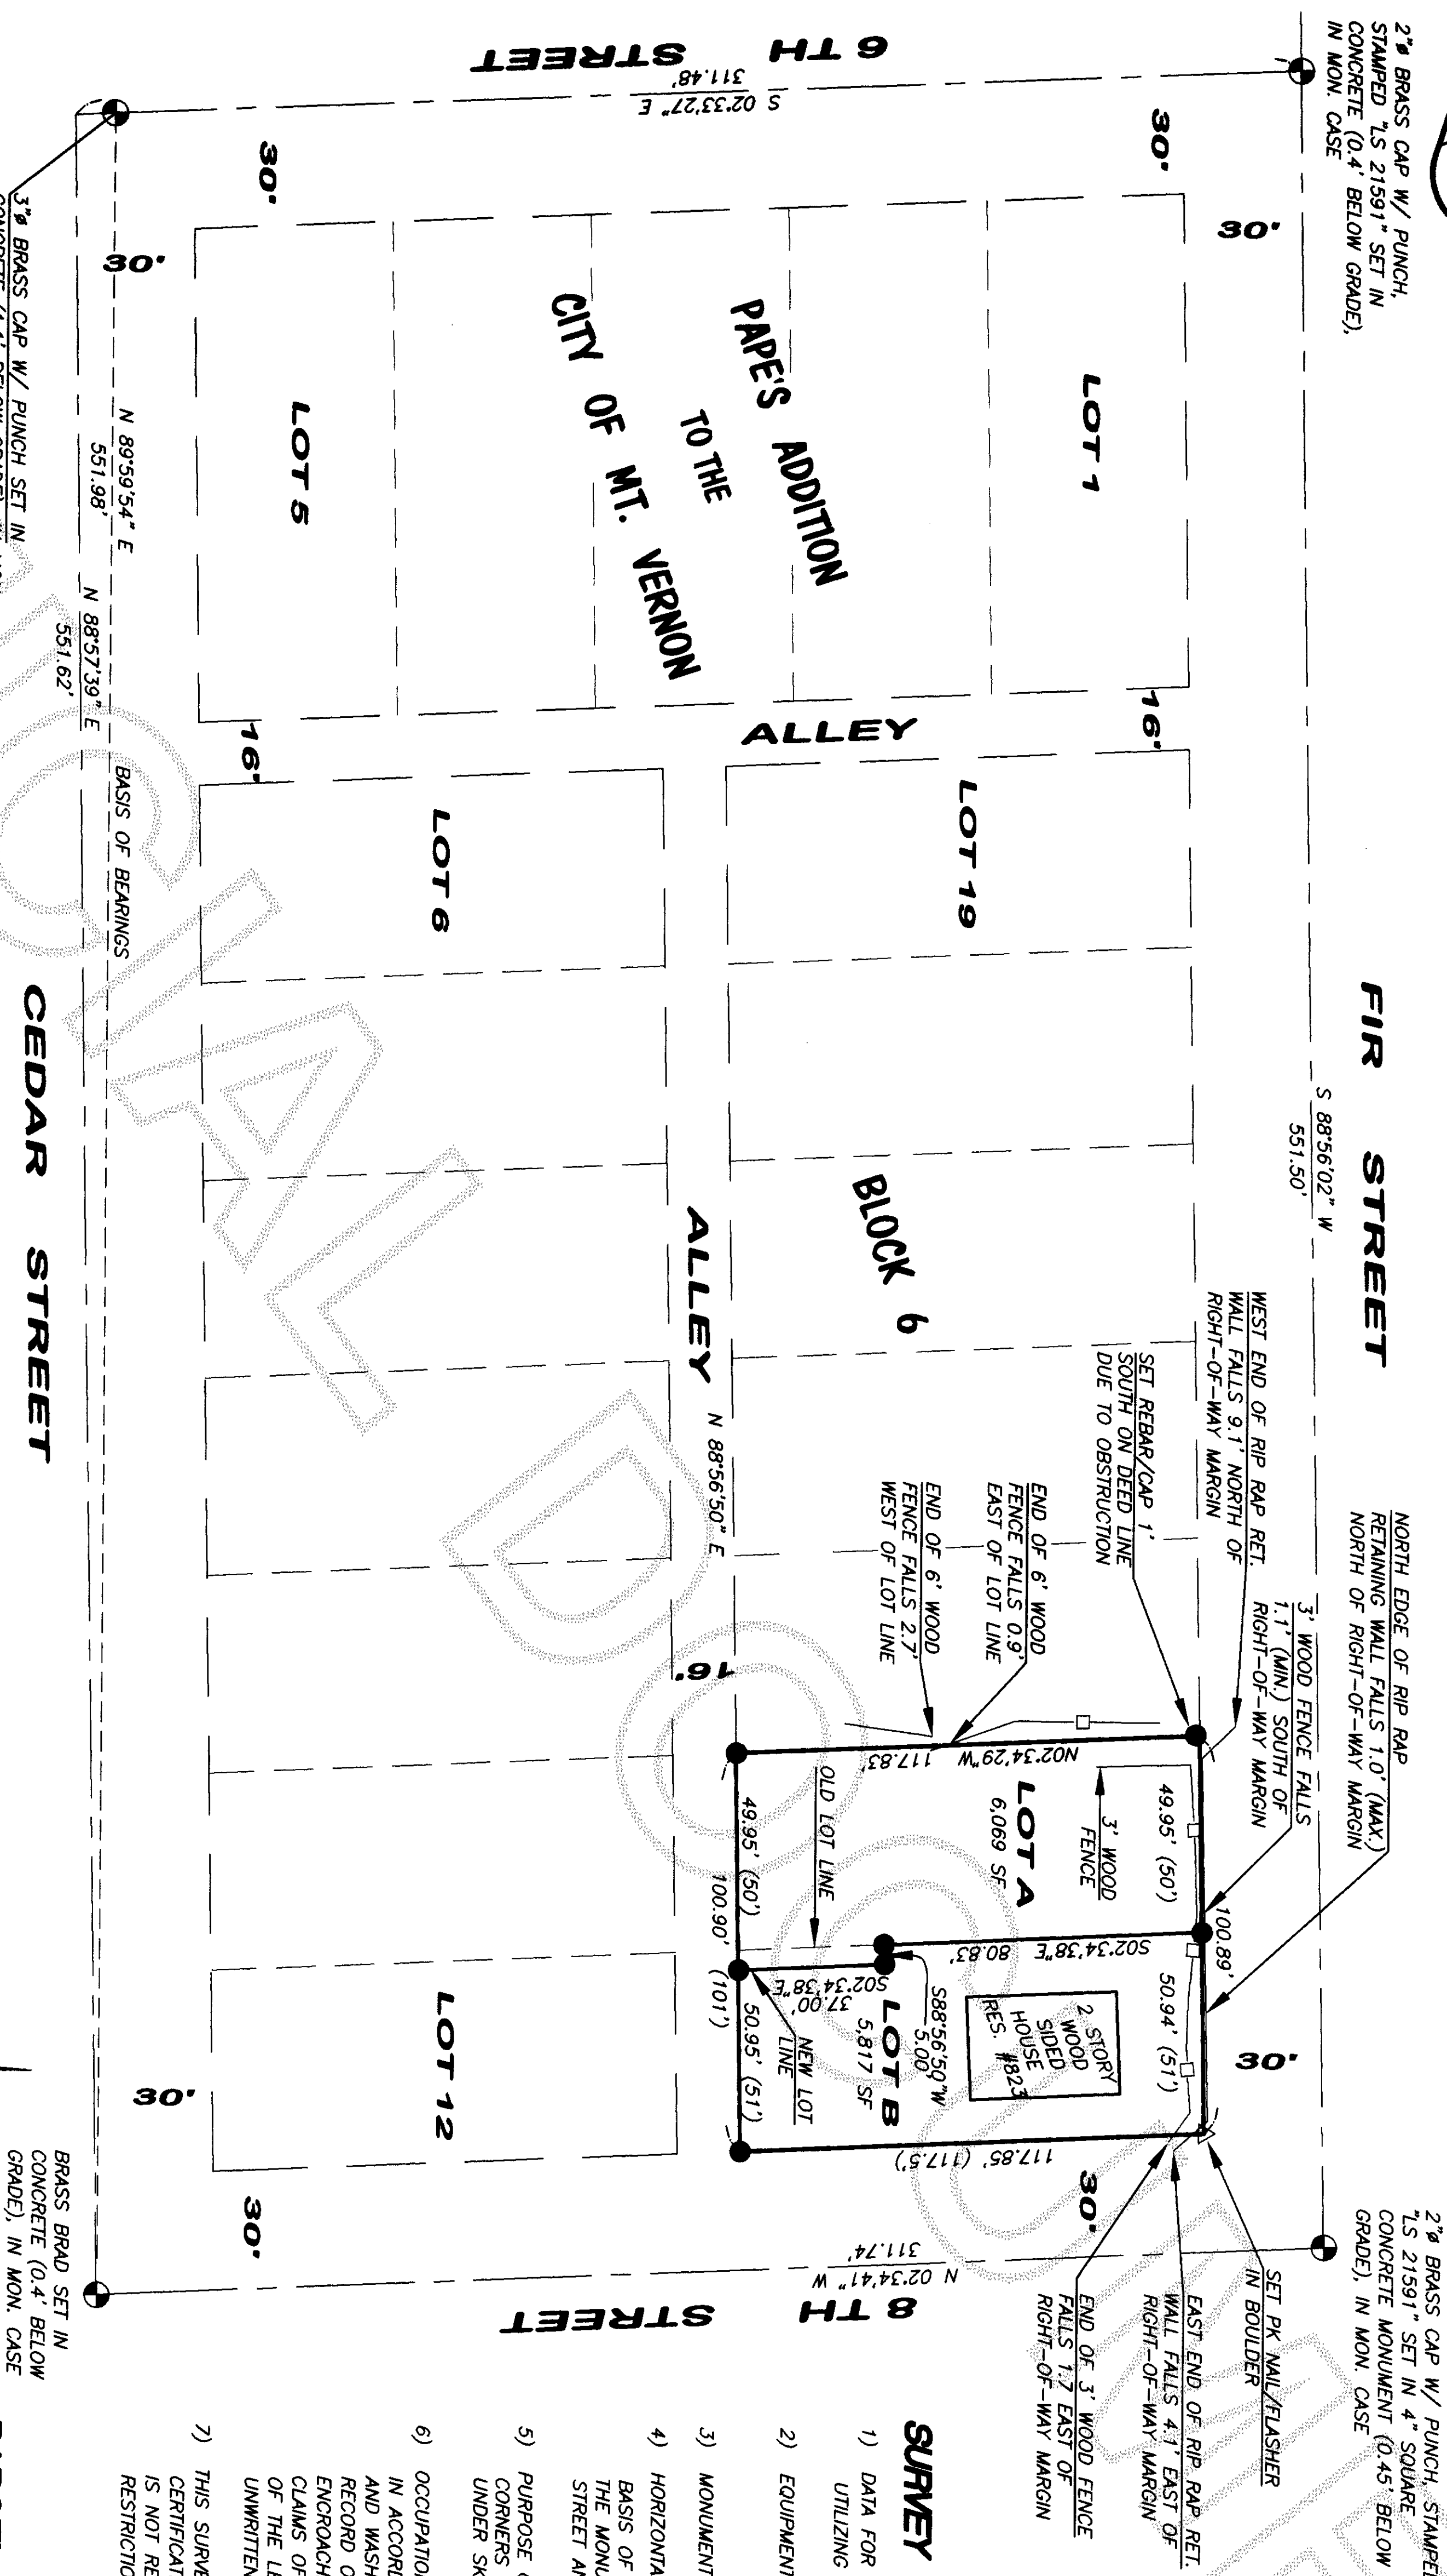 2"ø BRASS CAP W/ PUNCH,
STAMPED "LS 21591" SET IN
CONCRETE (0.4' BELOW GRADE),
IN MON. CASE
FIR STREET
S 88°56'02" W
551.50'
NORTH EDGE OF RIP RAP
RETAINING WALL FALLS 1.0' (MAX.)
NORTH OF RIGHT-OF-WAY MARGIN
2"ø BRASS CAP W/ PUNCH, STAMPED
"LS 21591" SET IN 4" SQUARE
CONCRETE MONUMENT (0.45' BELOW
GRADE), IN MON. CASE
3' WOOD FENCE FALLS
1.1' (MIN.) SOUTH OF
RIGHT-OF-WAY MARGIN
WEST END OF RIP RAP RET.
WALL FALLS 9.1' NORTH OF
RIGHT-OF-WAY MARGIN
SET PK NAIL/FLASHER
IN BOULDER
EAST END OF RIP RAP RET.
WALL FALLS 4.1' EAST OF
RIGHT-OF-WAY MARGIN
END OF 3' WOOD FENCE
FALLS 1.7 EAST OF
RIGHT-OF-WAY MARGIN
SET REBAR/CAP 1'
SOUTH ON DEED LINE
DUE TO OBSTRUCTION
END OF 6' WOOD
FENCE FALLS 0.9'
EAST OF LOT LINE
END OF 6' WOOD
FENCE FALLS 2.7'
WEST OF LOT LINE
30'
30'
30'
30'
6TH STREET
S 02°33'27" E
311.48'
LOT 1
PAPE'S ADDITION
TO THE
CITY OF MT. VERNON
LOT 5
16'
ALLEY
16'
LOT 19
BLOCK 6
LOT 6
ALLEY
N 88°56'50" E
16'
100.89'
49.95' (50')
50.94' (51')
3' WOOD
FENCE
LOT A
6,069 SF
N02°34'29"W 117.83'
S02°34'38"E 80.83'
2 STORY
WOOD
SIDED
HOUSE
RES. #823
S88°56'50"W
5.00'
LOT B
5,817 SF
S02°34'38"E
37.00'
OLD LOT LINE
NEW LOT
LINE
49.95' (50')
50.95' (51')
100.90' (101')
117.85' (117.5')
LOT 12
30'
30'
30'
30'
8TH STREET
N 02°34'41" W
311.74'
N 89°59'54" E
551.98'
N 88°57'39" E
551.62'
BASIS OF BEARINGS
CEDAR STREET
3"ø BRASS CAP W/ PUNCH SET IN
BRASS BRAD SET IN
CONCRETE (0.4' BELOW
GRADE), IN MON. CASE
SURVEY
1) DATA FOR
UTILIZING
2) EQUIPMENT
3) MONUMENT
4) HORIZONTA
BASIS OF
THE MONU
STREET A
5) PURPOSE
CORNERS
UNDER SK
6) OCCUPATIO
IN ACCOR
AND WASH
RECORD O
ENCROACH
CLAIMS OF
OF THE LE
UNWRITTEN
7) THIS SURVE
CERTIFICAT
IS NOT RE
RESTRICTIO